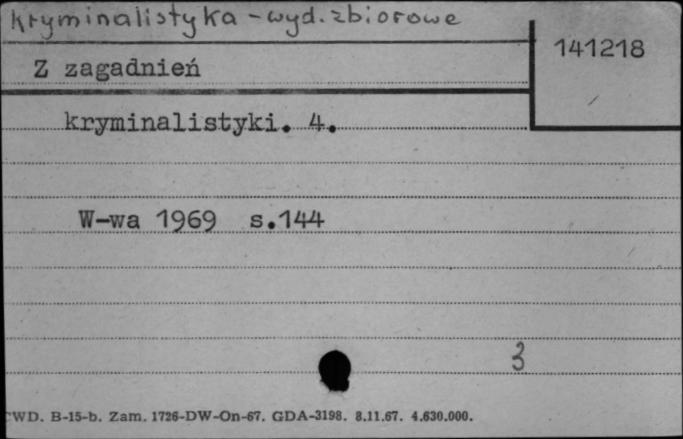 kryminalistyka - wyd. zbiorowe
141218
Z zagadnień
kryminalistyki. 4.
W-wa 1969 s.144
3
CWD. B-15-b. Zam. 1726-DW-On-67. GDA-3198. 8.11.67. 4.630.000.